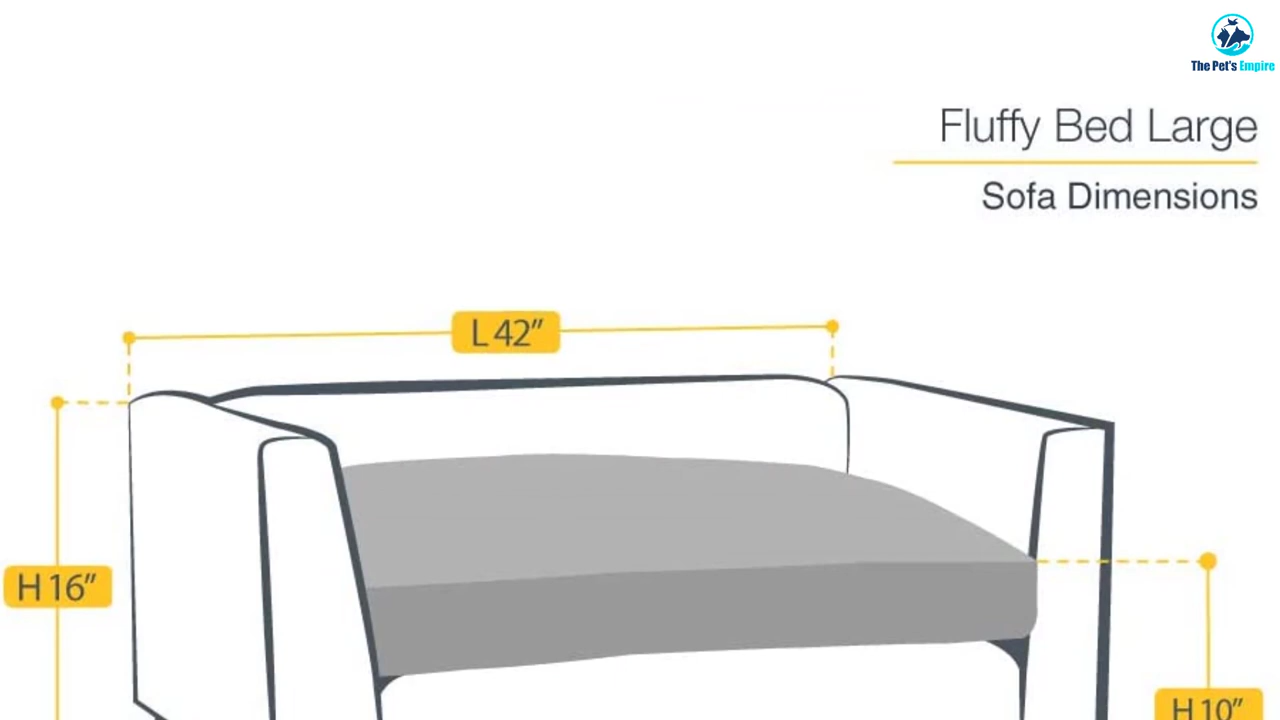 The Pet's Empire
Fluffy Bed Large
Sofa Dimensions
L 42”
H 16”
H 10”